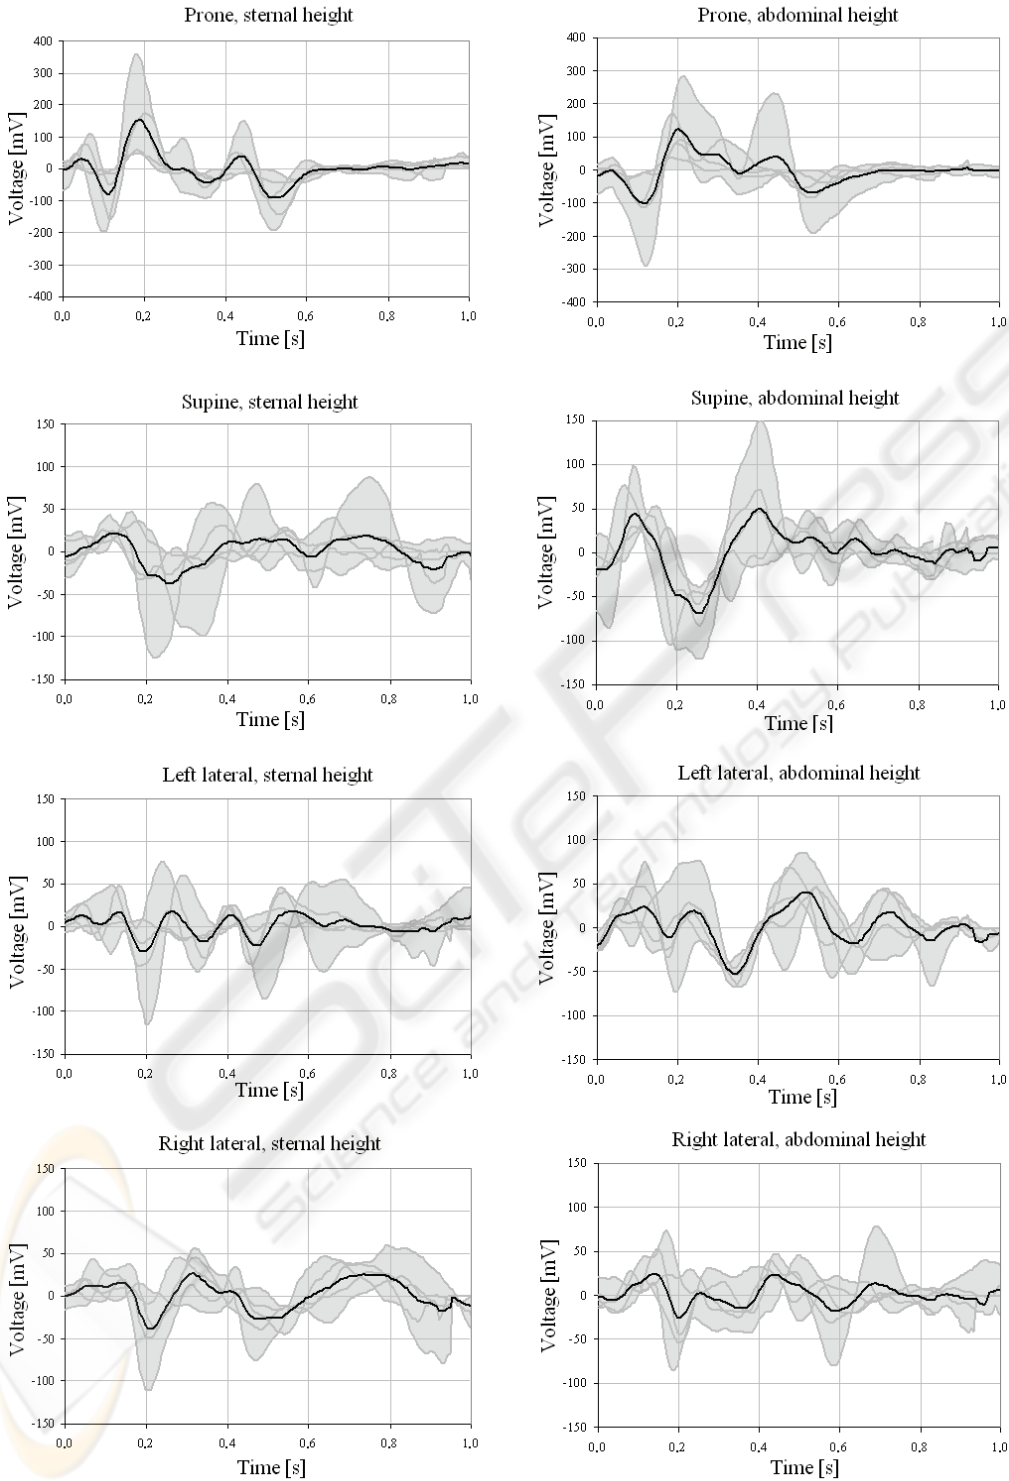 Prone, sternal height
400
300
200
100
0
-100
-200
-300
-400
Voltage [mV]
0.0 0.2 0.4 0.6 0.8 1.0
Time [s]
Prone, abdominal height
400
300
200
100
0
-100
-200
-300
-400
Voltage [mV]
0.0 0.2 0.4 0.6 0.8 1.0
Time [s]
Supine, sternal height
150
100
50
0
-50
-100
-150
Voltage [mV]
0.0 0.2 0.4 0.6 0.8 1.0
Time [s]
Supine, abdominal height
150
100
50
0
-50
-100
-150
Voltage [mV]
0.0 0.2 0.4 0.6 0.8 1.0
Time [s]
Left lateral, sternal height
150
100
50
0
-50
-100
-150
Voltage [mV]
0.0 0.2 0.4 0.6 0.8 1.0
Time [s]
Left lateral, abdominal height
150
100
50
0
-50
-100
-150
Voltage [mV]
0.0 0.2 0.4 0.6 0.8 1.0
Time [s]
Right lateral, sternal height
150
100
50
0
-50
-100
-150
Voltage [mV]
0.0 0.2 0.4 0.6 0.8 1.0
Time [s]
Right lateral, abdominal height
150
100
50
0
-50
-100
-150
Voltage [mV]
0.0 0.2 0.4 0.6 0.8 1.0
Time [s]
SciTePress
Science and Technology Publications